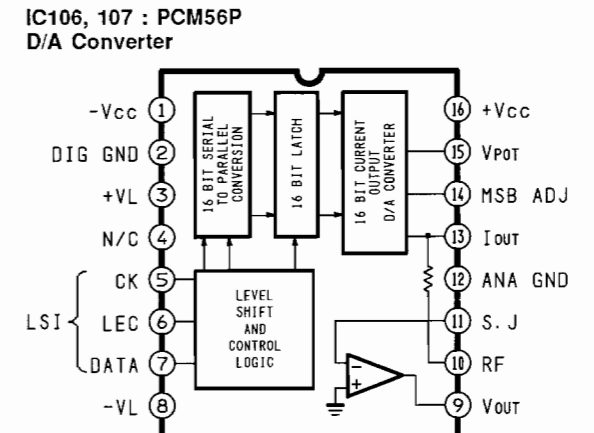 IC106, 107 : PCM56P
D/A Converter
-Vcc 1
DIG GND 2
+VL 3
N/C 4
LSI
CK 5
LEC 6
DATA 7
-VL 8
16 BIT SERIAL
TO PARALLEL
CONVERSION
16 BIT LATCH
16 BIT CURRENT
OUTPUT
D/A CONVERTER
LEVEL
SHIFT
AND
CONTROL
LOGIC
-
+
16 +Vcc
15 VPOT
14 MSB ADJ
13 IOUT
12 ANA GND
11 S.J
10 RF
9 VOUT